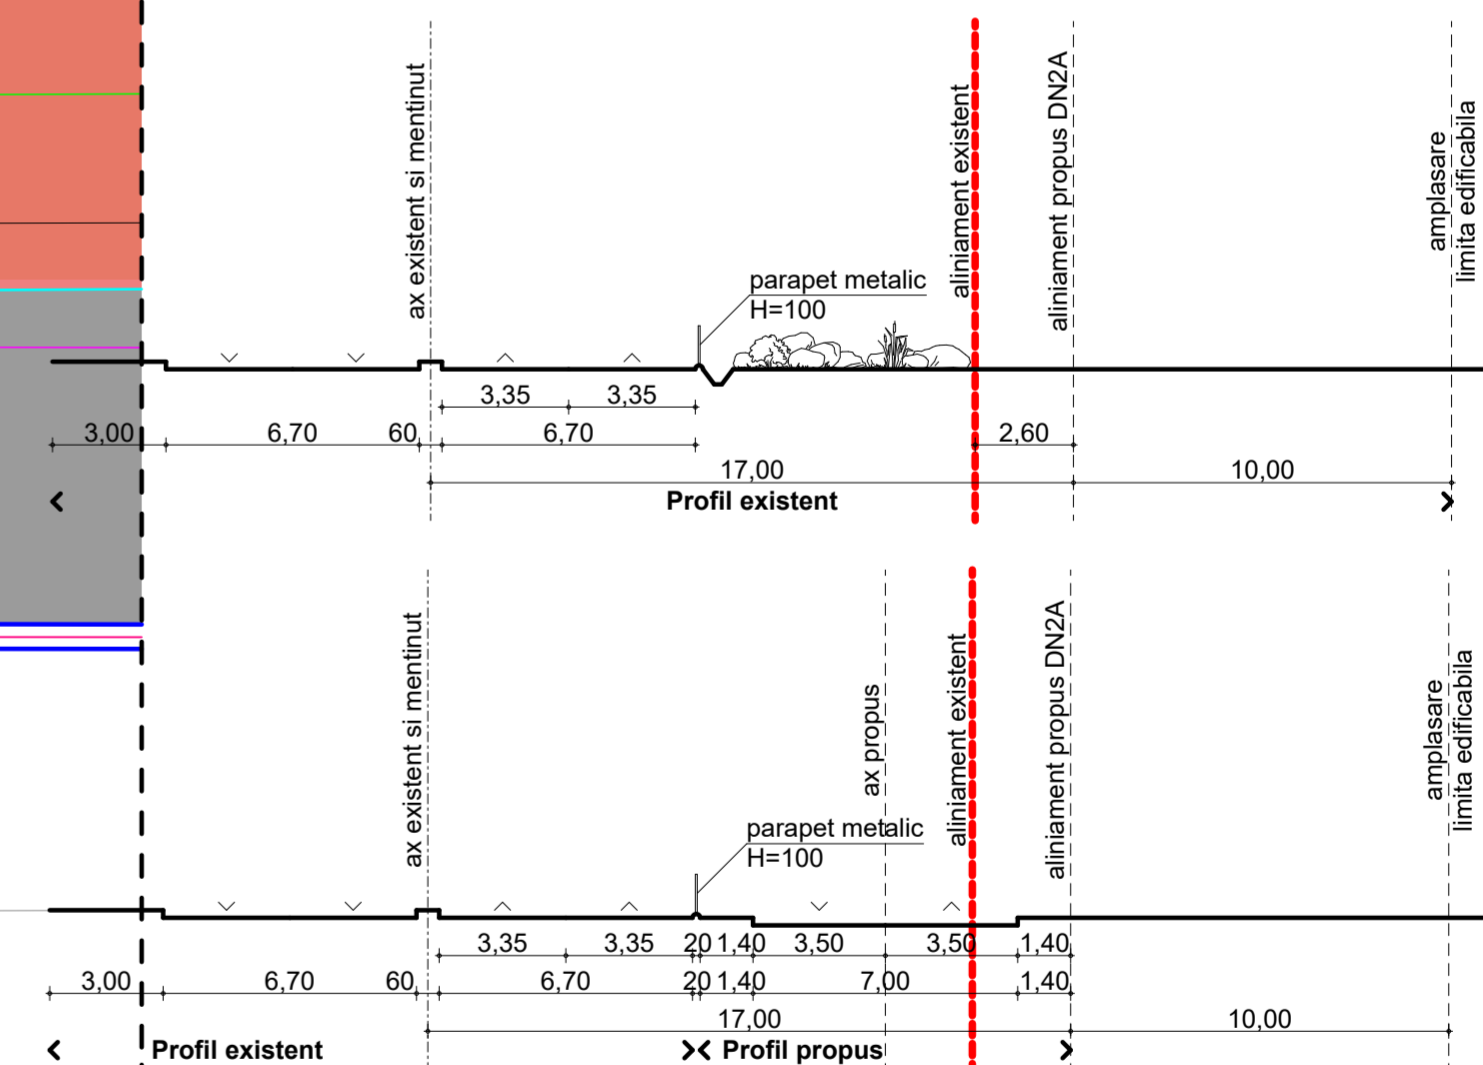 ax existent si mentinut
aliniament existent
aliniament propus DN2A
amplasare
limita edificabila
parapet metalic
H=100
3,35 3,35
3,00 6,70 60 6,70 2,60
17,00 10,00
Profil existent
ax existent si mentinut
ax propus
aliniament existent
aliniament propus DN2A
amplasare
limita edificabila
parapet metalic
H=100
3,35 3,35 20 1,40 3,50 3,50 1,40
3,00 6,70 60 6,70 20 1,40 7,00 1,40
17,00 10,00
Profil existent Profil propus